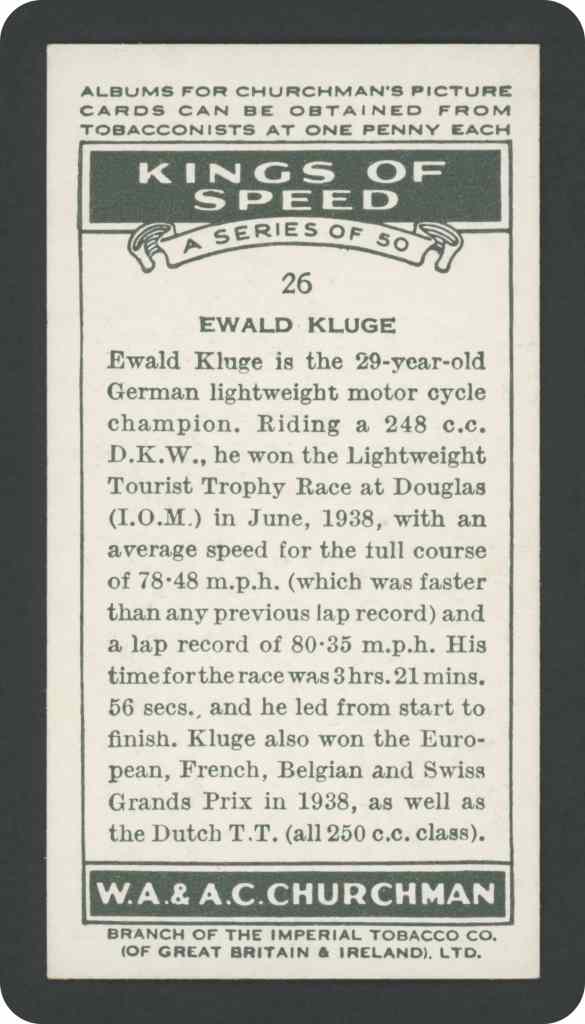 ALBUMS FOR CHURCHMAN'S PICTURE
CARDS CAN BE OBTAINED FROM
TOBACCONISTS AT ONE PENNY EACH
KINGS OF
SPEED
A SERIES OF 50
26
EWALD KLUGE
Ewald Kluge is the 29-year-old
German lightweight motor cycle
champion. Riding a 248 c.c.
D.K.W., he won the Lightweight
Tourist Trophy Race at Douglas
(I.O.M.) in June, 1938, with an
average speed for the full course
of 78·48 m.p.h. (which was faster
than any previous lap record) and
a lap record of 80·35 m.p.h. His
time for the race was 3 hrs. 21 mins.
56 secs., and he led from start to
finish. Kluge also won the Euro-
pean, French, Belgian and Swiss
Grands Prix in 1938, as well as
the Dutch T.T. (all 250 c.c. class).
W.A. & A.C. CHURCHMAN
BRANCH OF THE IMPERIAL TOBACCO CO.
(OF GREAT BRITAIN & IRELAND), LTD.